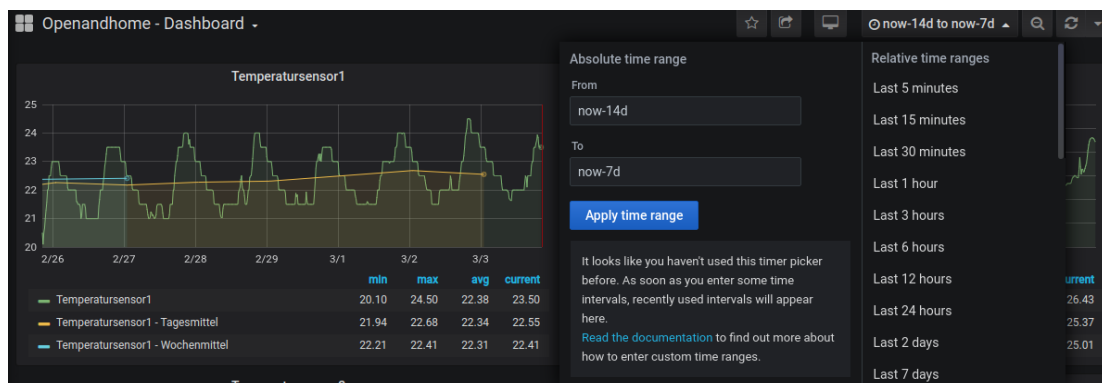 Openandhome - Dashboard
now-14d to now-7d
Temperatursensor1
25
24
23
22
21
20
2/26 2/27 2/28 2/29 3/1 3/2 3/3
min max avg current
Temperatursensor1 20.10 24.50 22.38 23.50
Temperatursensor1 - Tagesmittel 21.94 22.68 22.34 22.55
Temperatursensor1 - Wochenmittel 22.21 22.41 22.31 22.41
Absolute time range
From
now-14d
To
now-7d
Apply time range
It looks like you haven't used this timer picker
before. As soon as you enter some time
intervals, recently used intervals will appear
here.
Read the documentation to find out more about
how to enter custom time ranges.
Relative time ranges
Last 5 minutes
Last 15 minutes
Last 30 minutes
Last 1 hour
Last 3 hours
Last 6 hours
Last 12 hours
Last 24 hours
Last 2 days
Last 7 days
urrent
26.43
25.37
25.01